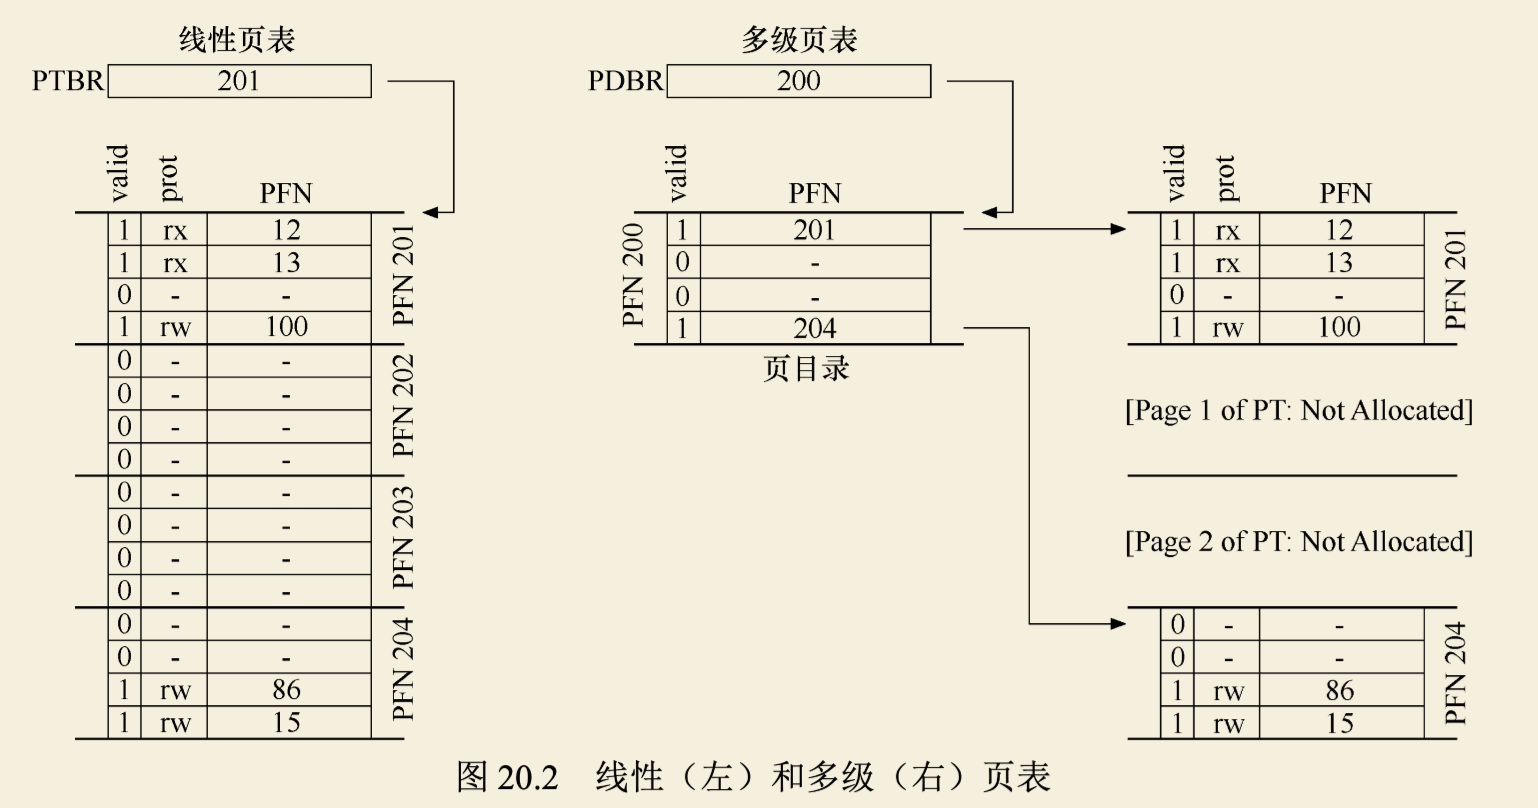 线性页表
PTBR 201
valid prot PFN
1 rx 12
1 rx 13
0 - -
1 rw 100
PFN 201
0 - -
0 - -
0 - -
0 - -
PFN 202
0 - -
0 - -
0 - -
0 - -
PFN 203
0 - -
0 - -
1 rw 86
1 rw 15
PFN 204
多级页表
PDBR 200
valid PFN
PFN 200
1 201
0 -
0 -
1 204
页目录
valid prot PFN
1 rx 12
1 rx 13
0 - -
1 rw 100
PFN 201
[Page 1 of PT: Not Allocated]
[Page 2 of PT: Not Allocated]
0 - -
0 - -
1 rw 86
1 rw 15
PFN 204
图 20.2 线性（左）和多级（右）页表